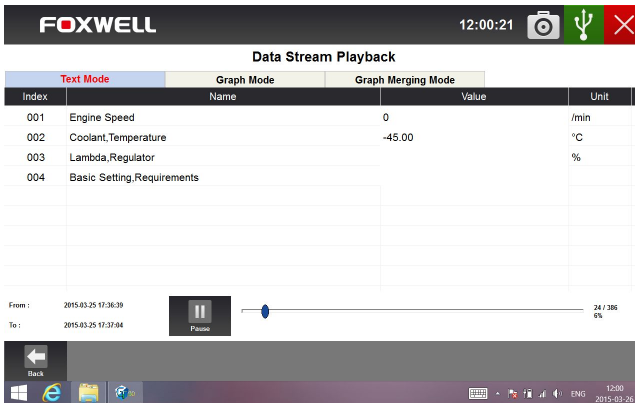 FOXWELL 12:00:21
Data Stream Playback
Text Mode Graph Mode Graph Merging Mode
Index Name Value Unit
001 Engine Speed 0 /min
002 Coolant,Temperature -45.00 °C
003 Lambda,Regulator %
004 Basic Setting,Requirements
From : 2015-03-25 17:36:39
To : 2015-03-25 17:37:04
Pause
24 / 386
6%
Back
ENG
12:00
2015-03-26